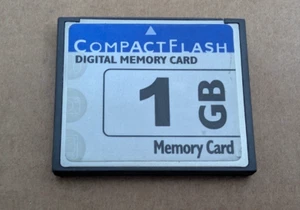 COMPACTFLASH
DIGITAL MEMORY CARD
1
GB
Memory Card